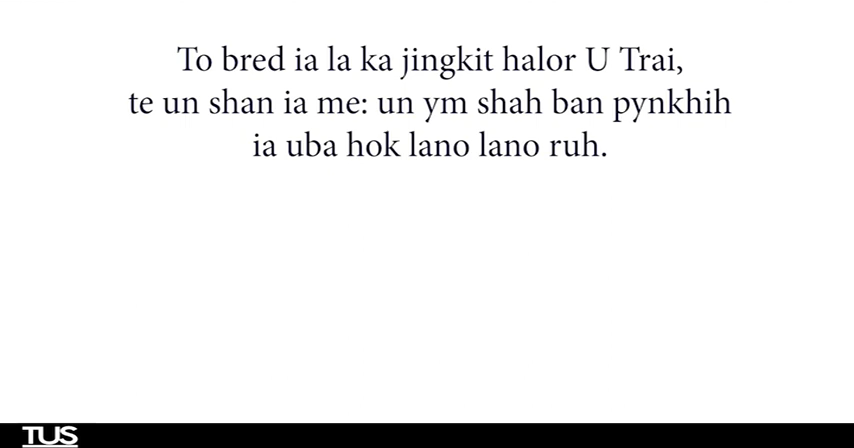 To bred ia la ka jingkit halor U Trai,
te un shan ia me: un ym shah ban pynkhih
ia uba hok lano lano ruh.
TUS